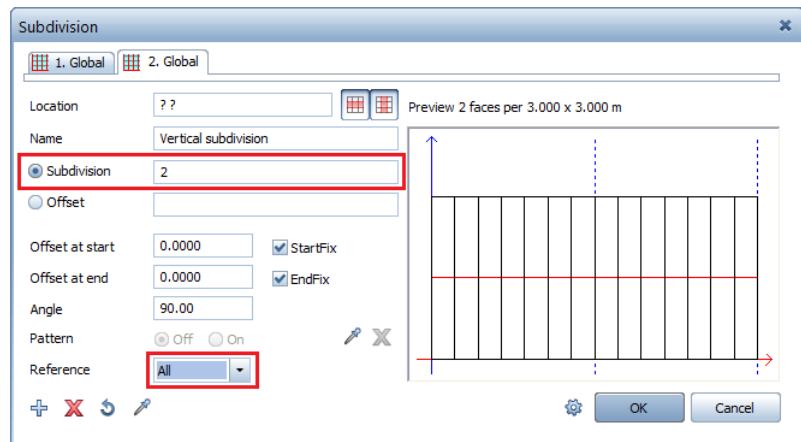 Subdivision
1. Global 2. Global
Location ? ? Preview 2 faces per 3.000 x 3.000 m
Name Vertical subdivision
Subdivision 2
Offset
Offset at start 0.0000 StartFix
Offset at end 0.0000 EndFix
Angle 90.00
Pattern Off On
Reference All
OK Cancel